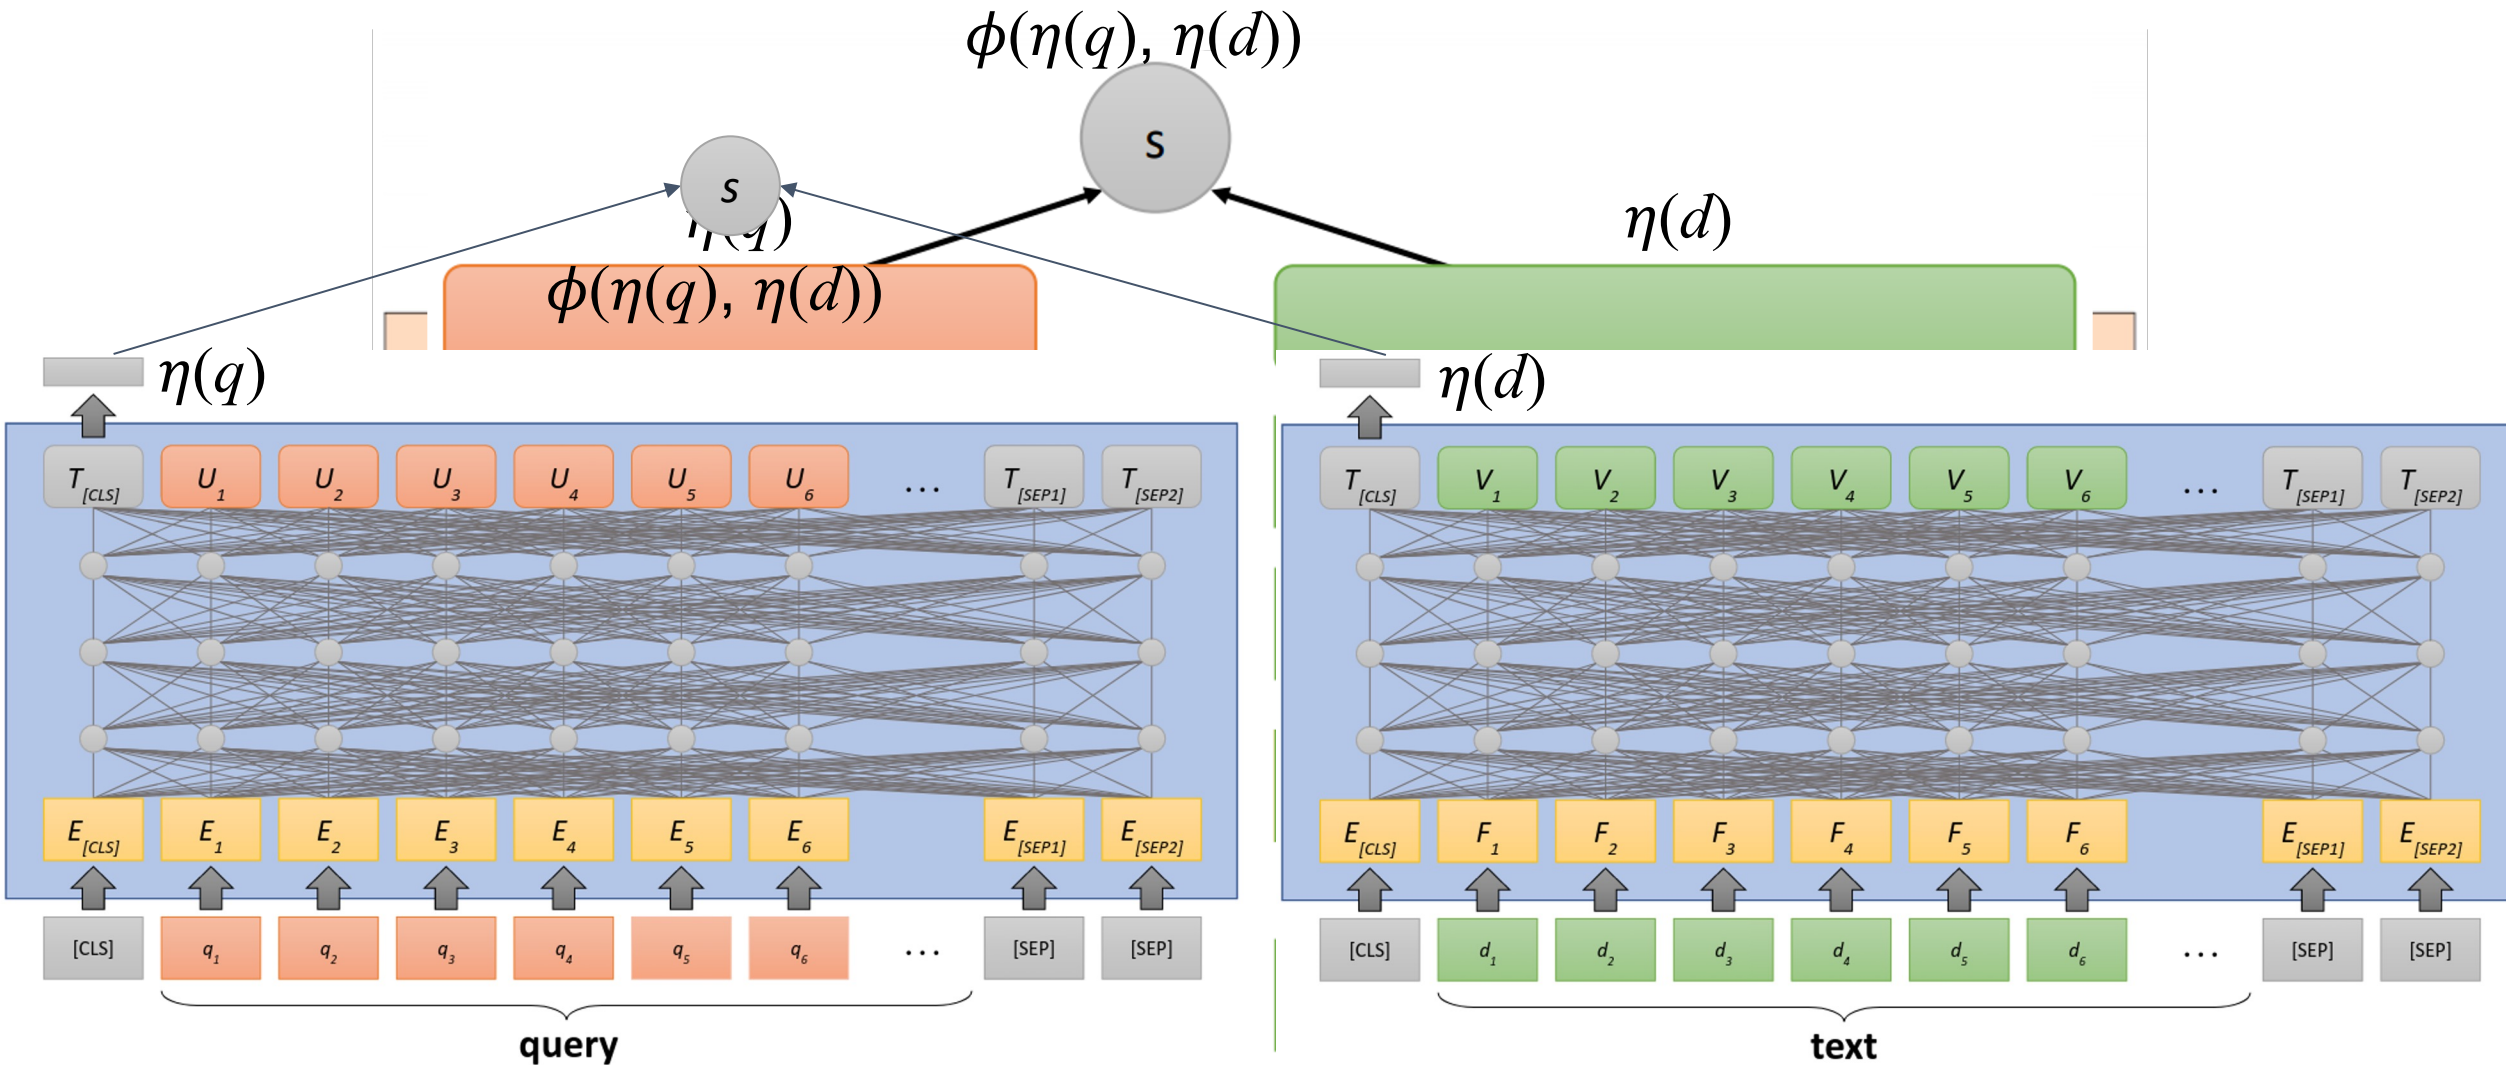 ϕ(η(q), η(d))
s
s
η(q)
η(d)
ϕ(η(q), η(d))
η(q)
η(d)
T[CLS] U1 U2 U3 U4 U5 U6 ... T[SEP1] T[SEP2]
T[CLS] V1 V2 V3 V4 V5 V6 ... T[SEP1] T[SEP2]
E[CLS] E1 E2 E3 E4 E5 E6 E[SEP1] E[SEP2]
E[CLS] F1 F2 F3 F4 F5 F6 E[SEP1] E[SEP2]
[CLS] q1 q2 q3 q4 q5 q6 ... [SEP] [SEP]
[CLS] d1 d2 d3 d4 d5 d6 ... [SEP] [SEP]
query
text